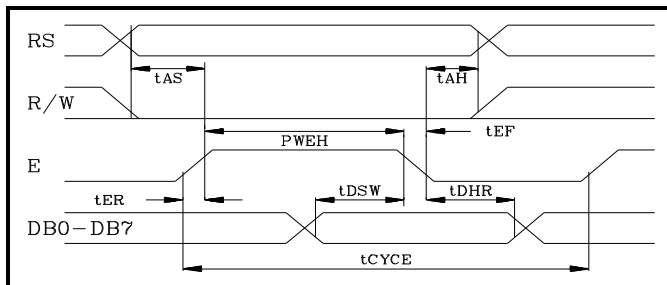 RS
tAS
tAH
R/W
PWEH
tEF
E
tER
tDSW
tDHR
DB0-DB7
tCYCE